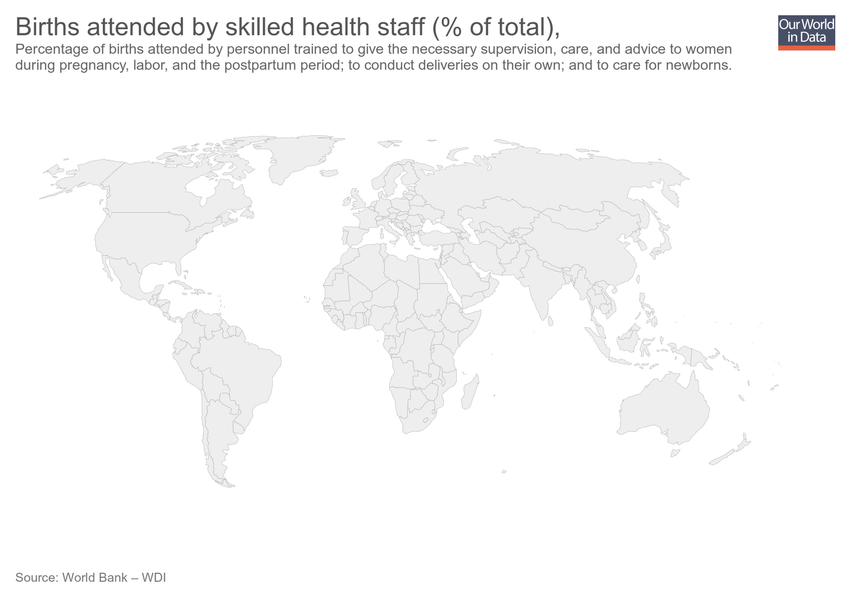 Births attended by skilled health staff (% of total),
Our World
in Data
Percentage of births attended by personnel trained to give the necessary supervision, care, and advice to women
during pregnancy, labor, and the postpartum period; to conduct deliveries on their own; and to care for newborns.
Source: World Bank – WDI